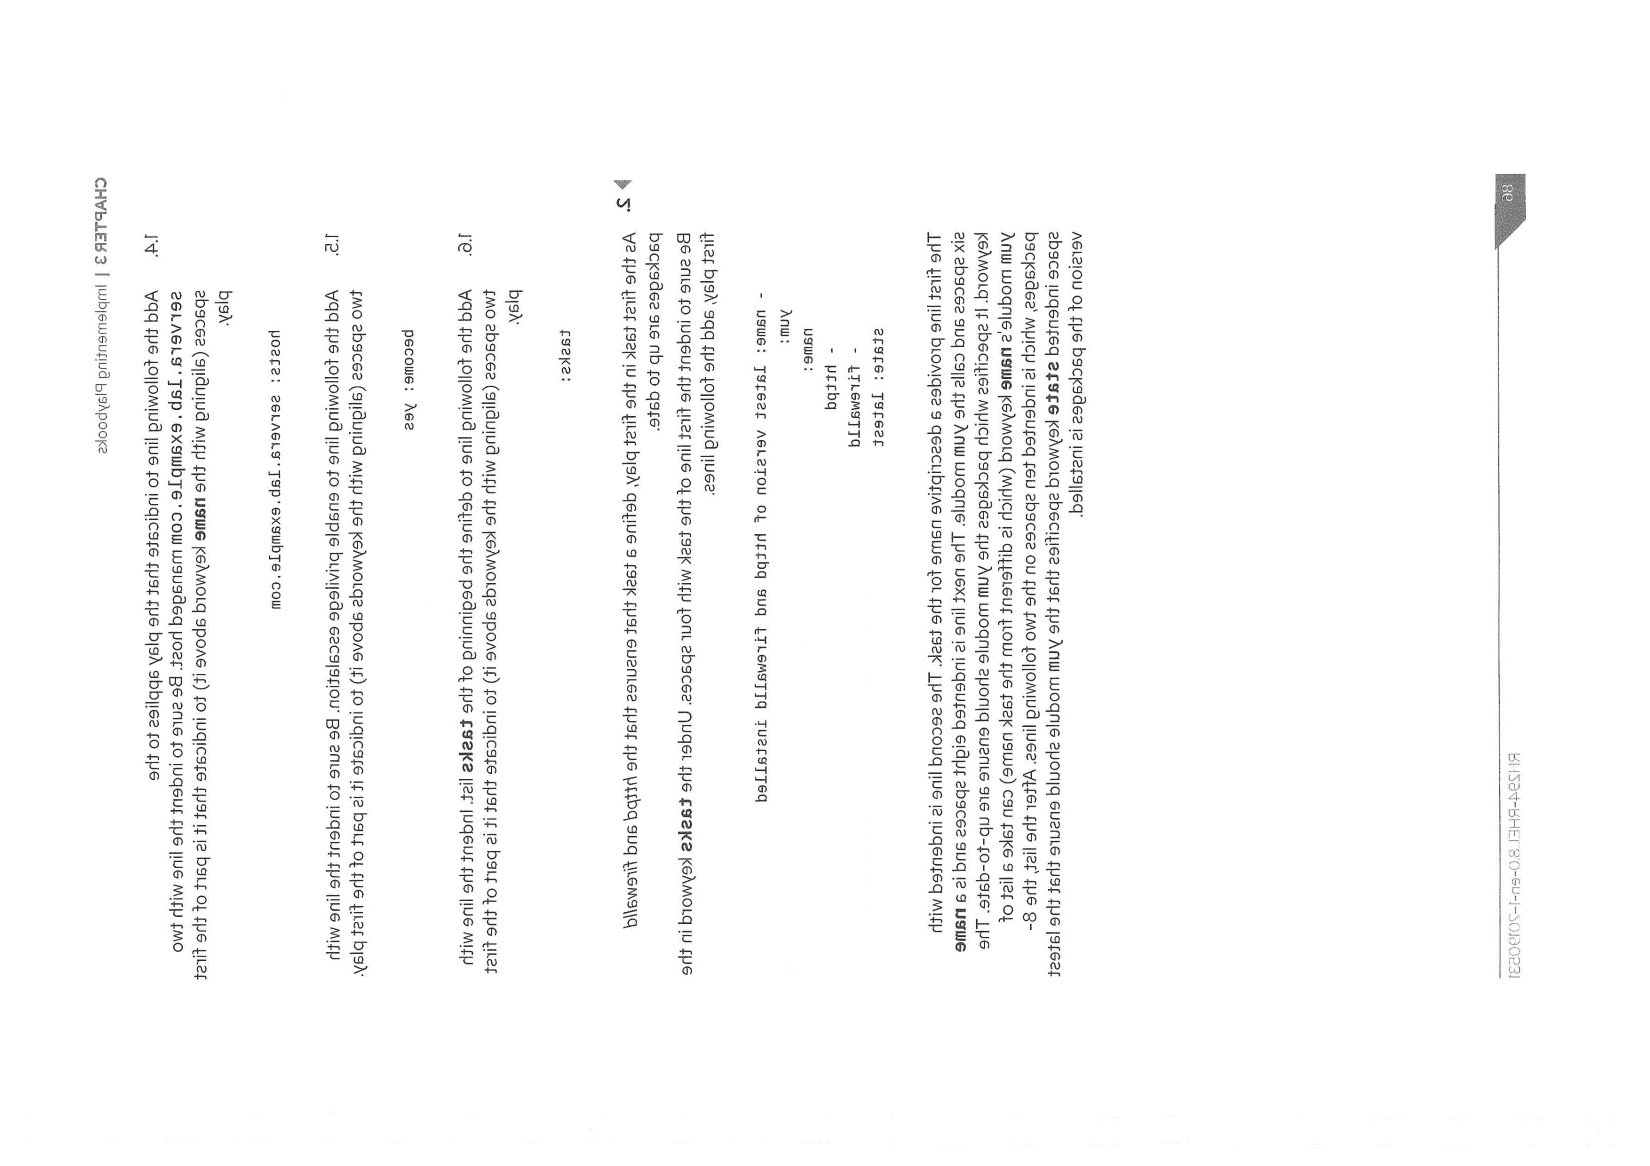 CHAPTER 3 | Implementing Playbooks
1.4. Add the following line to indicate that the play applies to the
servera.lab.example.com managed host. Be sure to indent the line with two
spaces (aligning with the name keyword above it) to indicate that it is part of the first
play.
hosts: servera.lab.example.com
1.5. Add the following line to enable privilege escalation. Be sure to indent the line with
two spaces (aligning with the keywords above it) to indicate it is part of the first play.
become: yes
1.6. Add the following line to define the beginning of the tasks list. Indent the line with
two spaces (aligning with the keywords above it) to indicate that it is part of the first
play.
tasks:
2. As the first task in the first play, define a task that ensures that the httpd and firewalld
packages are up to date.
Be sure to indent the first line of the task with four spaces. Under the tasks keyword in the
first play, add the following lines.
- name: latest version of httpd and firewalld installed
yum:
name:
- httpd
- firewalld
state: latest
The first line provides a descriptive name for the task. The second line is indented with
six spaces and calls the yum module. The next line is indented eight spaces and is a name
keyword. It specifies which packages the yum module should ensure are up-to-date. The
yum module's name keyword (which is different from the task name) can take a list of
packages, which is indented ten spaces on the two following lines. After the list, the 8-
space indented state keyword specifies that the yum module should ensure that the latest
version of the packages is installed.
86
RH294-RHEL8.0-en-1-20190531